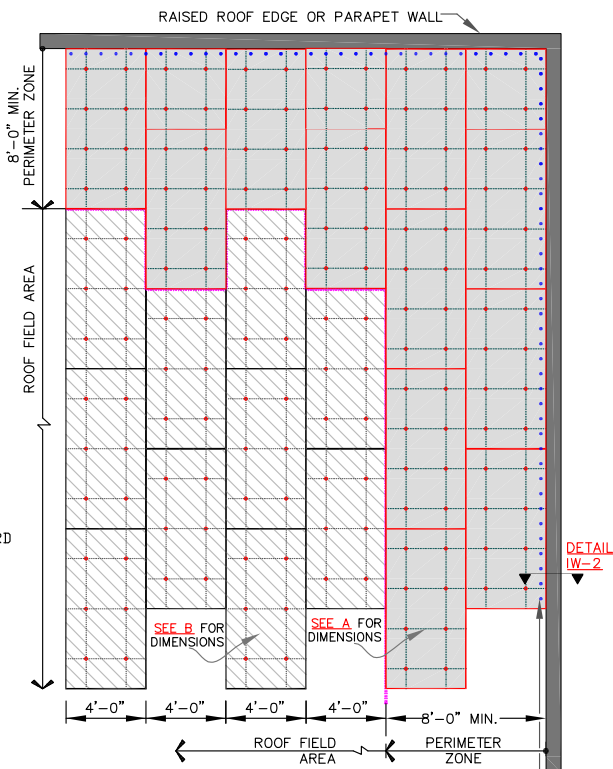 RAISED ROOF EDGE OR PARAPET WALL
8'-0" MIN.
PERIMETER ZONE
ROOF FIELD AREA
RD
DETAIL
IW-2
SEE B FOR
DIMENSIONS
SEE A FOR
DIMENSIONS
4'-0"
4'-0"
4'-0"
4'-0"
8'-0" MIN.
ROOF FIELD
AREA
PERIMETER
ZONE